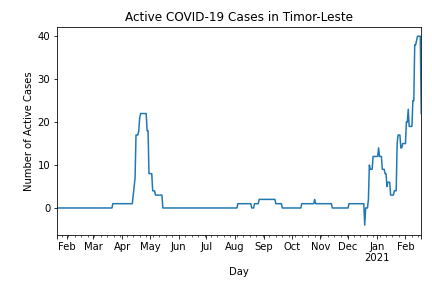 Active COVID-19 Cases in Timor-Leste
Number of Active Cases
40
30
20
10
0
Feb Mar Apr May Jun Jul Aug Sep Oct Nov Dec Jan Feb
2021
Day